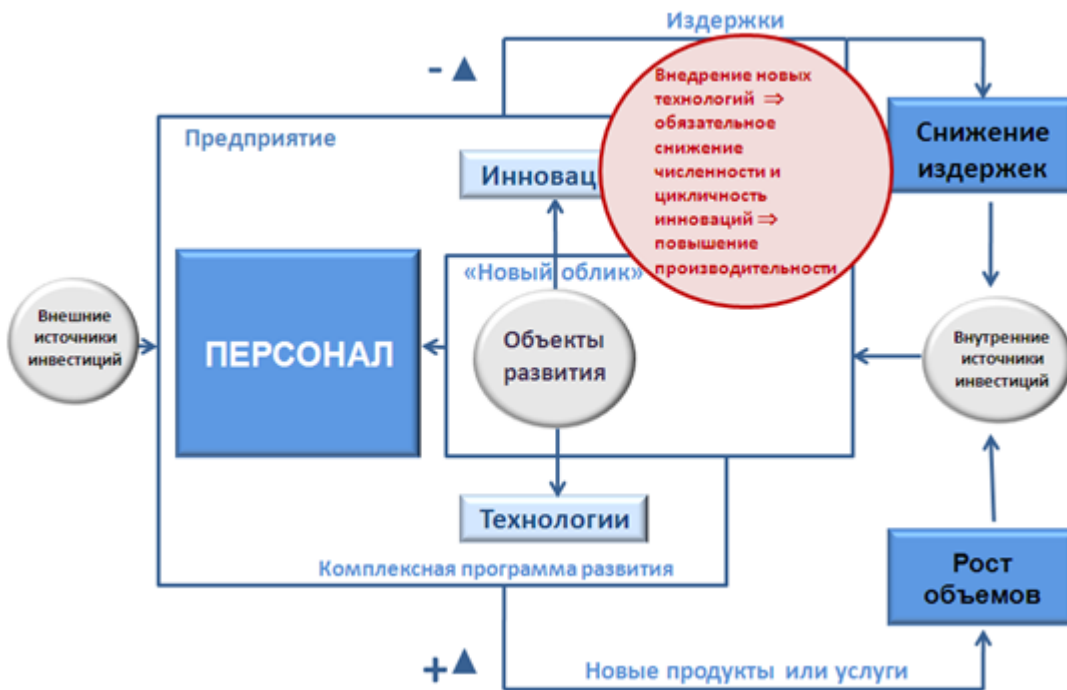 Издержки
- ▲
Внедрение новых
технологий ⇒
обязательное
снижение
численности и
цикличность
инноваций ⇒
повышение
производительности
Снижение
издержек
Предприятие
Инновац
«Новый облик»
Внешние
источники
инвестиций
ПЕРСОНАЛ
Объекты
развития
Внутренние
источники
инвестиций
Технологии
Комплексная программа развития
Рост
объемов
+▲
Новые продукты или услуги